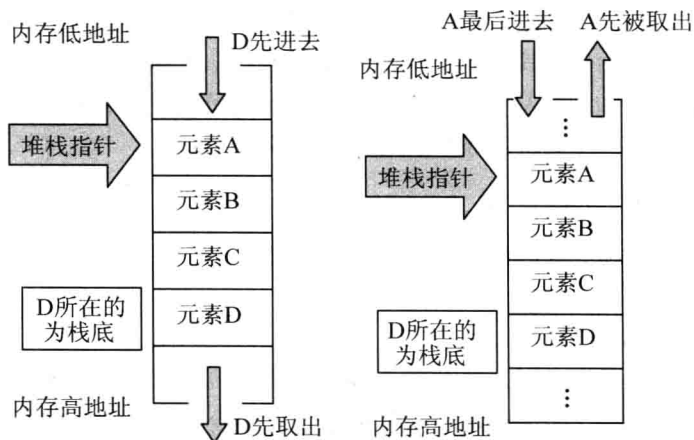 内存低地址
D先进去
堆栈指针
元素A
元素B
元素C
元素D
D所在的
为栈底
内存高地址
D先取出
A最后进去
A先被取出
内存低地址
⋮
堆栈指针
元素A
元素B
元素C
元素D
D所在的
为栈底
⋮
内存高地址